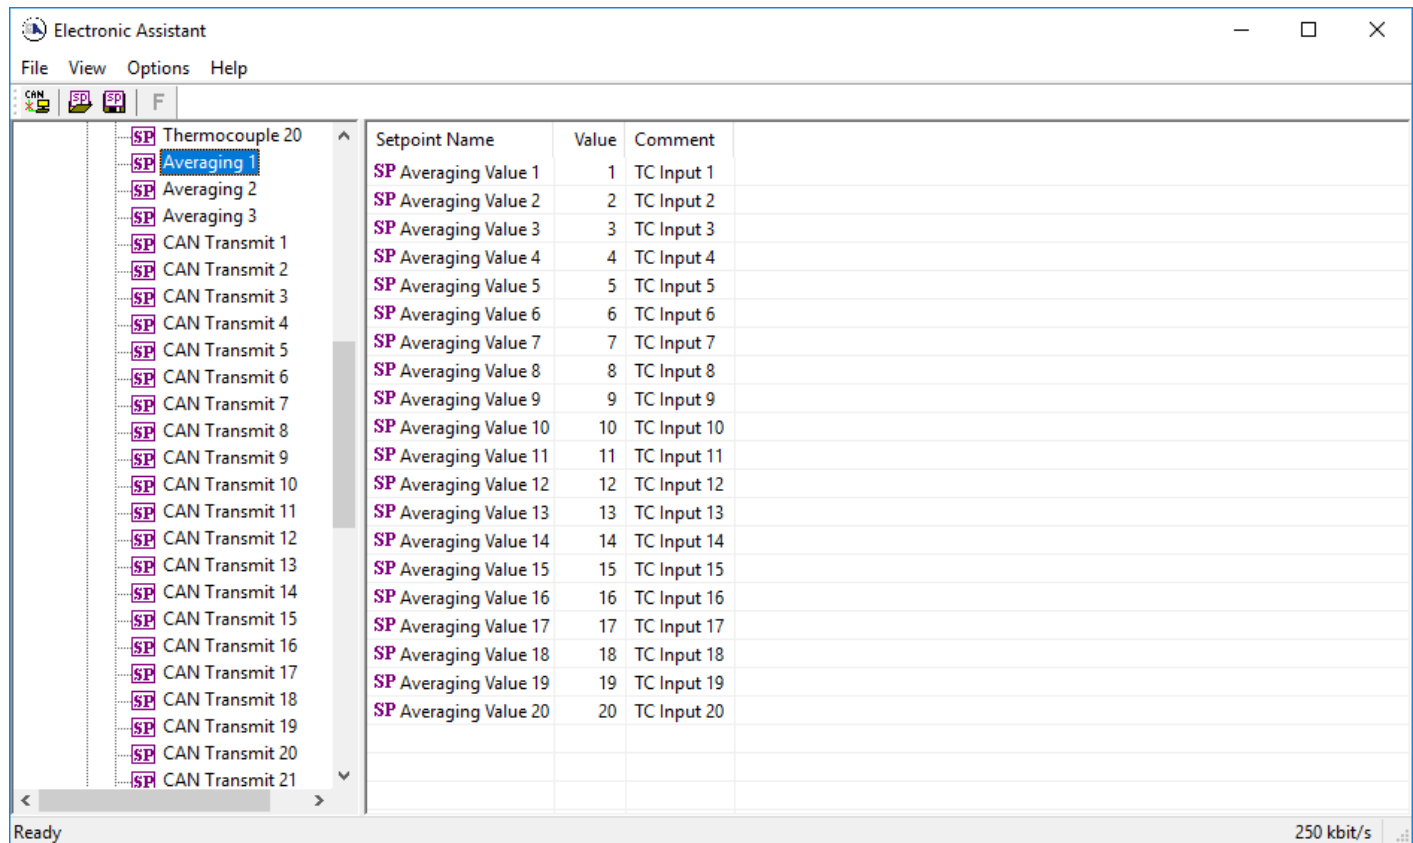 Electronic Assistant
File View Options Help
CAN SP SP F
SP Thermocouple 20
SP Averaging 1
SP Averaging 2
SP Averaging 3
SP CAN Transmit 1
SP CAN Transmit 2
SP CAN Transmit 3
SP CAN Transmit 4
SP CAN Transmit 5
SP CAN Transmit 6
SP CAN Transmit 7
SP CAN Transmit 8
SP CAN Transmit 9
SP CAN Transmit 10
SP CAN Transmit 11
SP CAN Transmit 12
SP CAN Transmit 13
SP CAN Transmit 14
SP CAN Transmit 15
SP CAN Transmit 16
SP CAN Transmit 17
SP CAN Transmit 18
SP CAN Transmit 19
SP CAN Transmit 20
SP CAN Transmit 21
Setpoint Name Value Comment
SP Averaging Value 1 1 TC Input 1
SP Averaging Value 2 2 TC Input 2
SP Averaging Value 3 3 TC Input 3
SP Averaging Value 4 4 TC Input 4
SP Averaging Value 5 5 TC Input 5
SP Averaging Value 6 6 TC Input 6
SP Averaging Value 7 7 TC Input 7
SP Averaging Value 8 8 TC Input 8
SP Averaging Value 9 9 TC Input 9
SP Averaging Value 10 10 TC Input 10
SP Averaging Value 11 11 TC Input 11
SP Averaging Value 12 12 TC Input 12
SP Averaging Value 13 13 TC Input 13
SP Averaging Value 14 14 TC Input 14
SP Averaging Value 15 15 TC Input 15
SP Averaging Value 16 16 TC Input 16
SP Averaging Value 17 17 TC Input 17
SP Averaging Value 18 18 TC Input 18
SP Averaging Value 19 19 TC Input 19
SP Averaging Value 20 20 TC Input 20
Ready 250 kbit/s